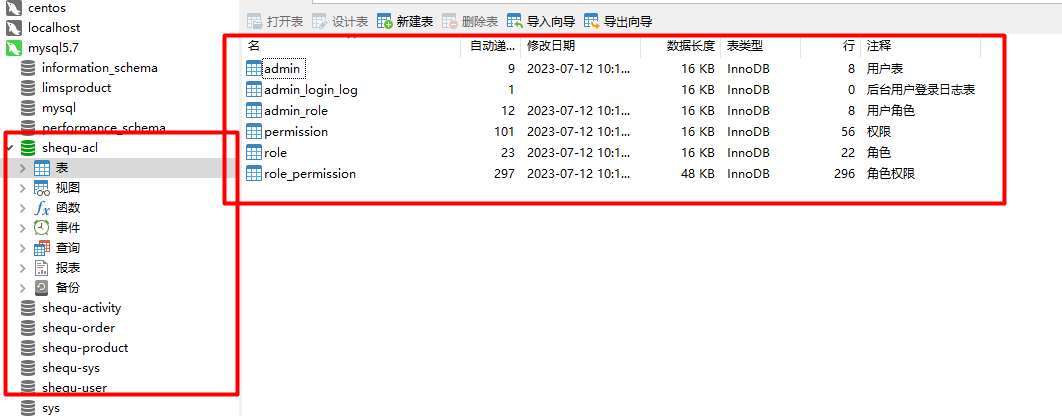 centos
localhost
mysql5.7
information_schema
limsproduct
mysql
performance_schema
shequ-acl
表
视图
函数
事件
查询
报表
备份
shequ-activity
shequ-order
shequ-product
shequ-sys
shequ-user
sys
打开表 设计表 新建表 删除表 导入向导 导出向导
名 自动递... 修改日期 数据长度 表类型 行 注释
admin 9 2023-07-12 10:1... 16 KB InnoDB 8 用户表
admin_login_log 1 16 KB InnoDB 0 后台用户登录日志表
admin_role 12 2023-07-12 10:1... 16 KB InnoDB 8 用户角色
permission 101 2023-07-12 10:1... 16 KB InnoDB 56 权限
role 23 2023-07-12 10:1... 16 KB InnoDB 22 角色
role_permission 297 2023-07-12 10:1... 48 KB InnoDB 296 角色权限